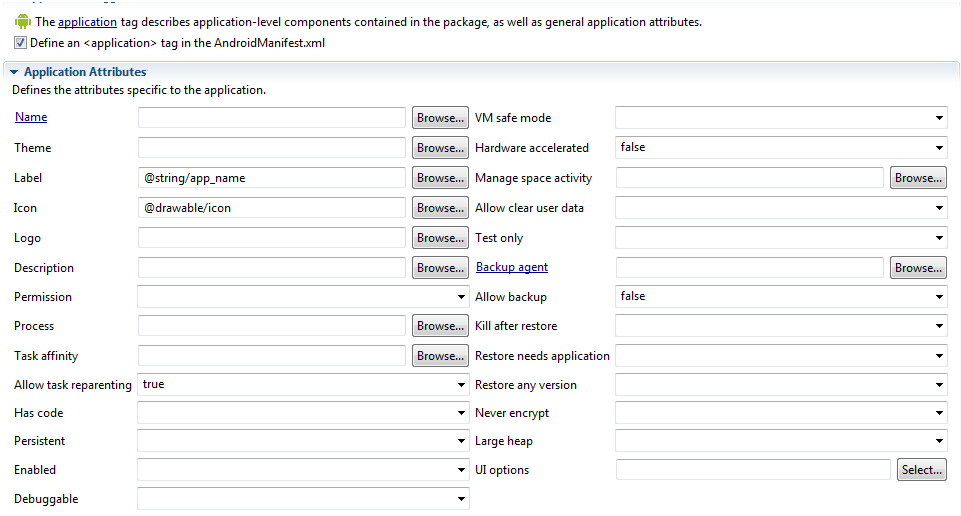 The application tag describes application-level components contained in the package, as well as general application attributes.
Define an <application> tag in the AndroidManifest.xml
Application Attributes
Defines the attributes specific to the application.
Name Browse... VM safe mode
Theme Browse... Hardware accelerated false
Label @string/app_name Browse... Manage space activity Browse...
Icon @drawable/icon Browse... Allow clear user data
Logo Browse... Test only
Description Browse... Backup agent Browse...
Permission Allow backup false
Process Browse... Kill after restore
Task affinity Browse... Restore needs application
Allow task reparenting true Restore any version
Has code Never encrypt
Persistent Large heap
Enabled UI options Select...
Debuggable